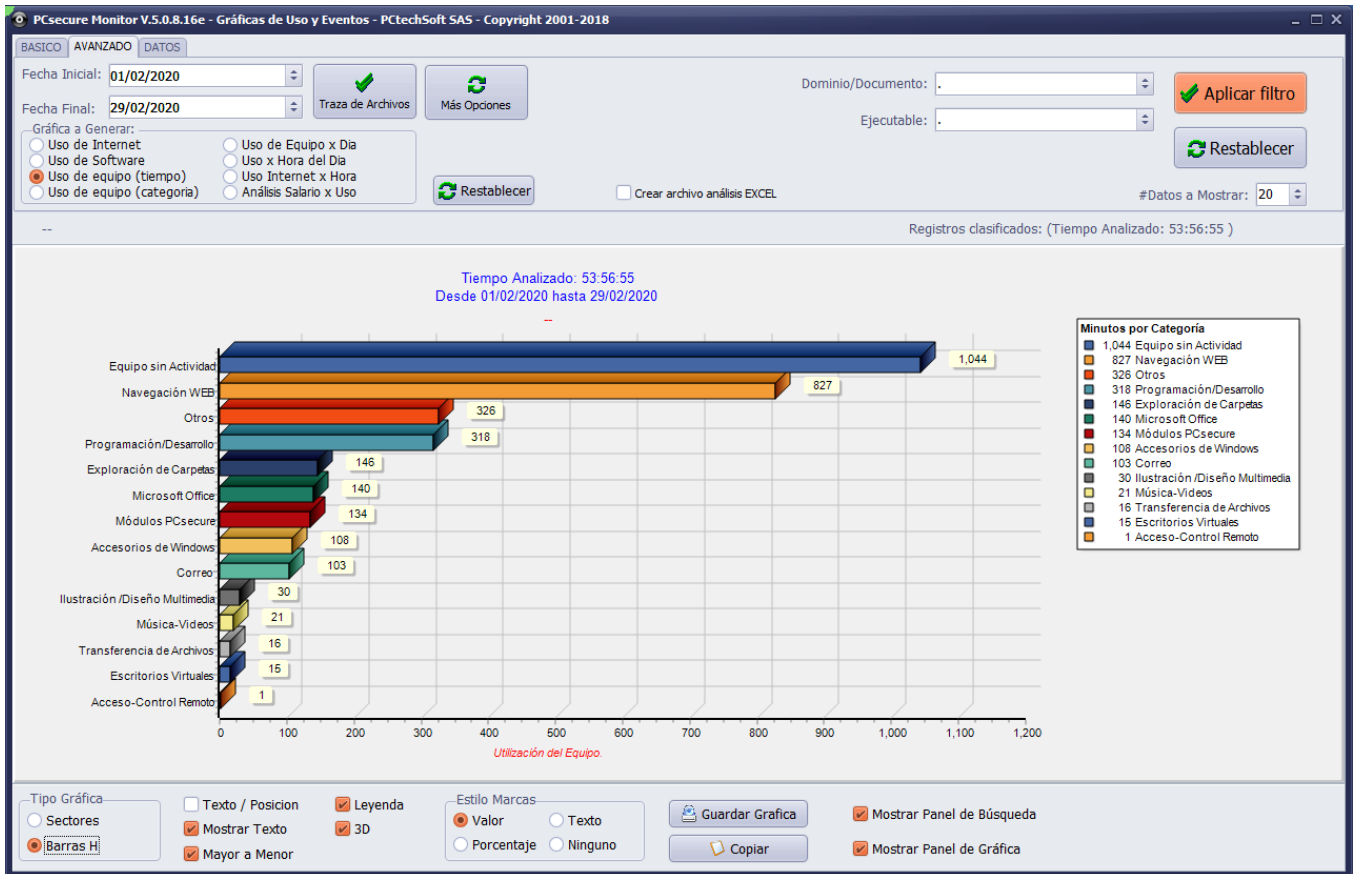 PCsecure Monitor V.5.0.8.16e - Gráficas de Uso y Eventos - PCtechSoft SAS - Copyright 2001-2018
BASICO AVANZADO DATOS
Fecha Inicial: 01/02/2020
Fecha Final: 29/02/2020
Traza de Archivos
Más Opciones
Dominio/Documento: .
Ejecutable: .
Aplicar filtro
Restablecer
Gráfica a Generar:
Uso de Internet
Uso de Software
Uso de equipo (tiempo)
Uso de equipo (categoria)
Uso de Equipo x Dia
Uso x Hora del Dia
Uso Internet x Hora
Análisis Salario x Uso
Restablecer
Crear archivo análisis EXCEL
#Datos a Mostrar: 20
--
Registros clasificados: (Tiempo Analizado: 53:56:55 )
Tiempo Analizado: 53:56:55
Desde 01/02/2020 hasta 29/02/2020
--
Equipo sin Actividad 1,044
Navegación WEB 827
Otros 326
Programación/Desarrollo 318
Exploración de Carpetas 146
Microsoft Office 140
Módulos PCsecure 134
Accesorios de Windows 108
Correo 103
Ilustración /Diseño Multimedia 30
Música-Videos 21
Transferencia de Archivos 16
Escritorios Virtuales 15
Acceso-Control Remoto 1
0 100 200 300 400 500 600 700 800 900 1,000 1,100 1,200
Utilización del Equipo.
Minutos por Categoría
1,044 Equipo sin Actividad
827 Navegación WEB
326 Otros
318 Programación/Desarrollo
146 Exploración de Carpetas
140 Microsoft Office
134 Módulos PCsecure
108 Accesorios de Windows
103 Correo
30 Ilustración /Diseño Multimedia
21 Música-Videos
16 Transferencia de Archivos
15 Escritorios Virtuales
1 Acceso-Control Remoto
Tipo Gráfica
Sectores
Barras H
Texto / Posicion
Mostrar Texto
Mayor a Menor
Leyenda
3D
Estilo Marcas
Valor
Texto
Porcentaje
Ninguno
Guardar Grafica
Copiar
Mostrar Panel de Búsqueda
Mostrar Panel de Gráfica